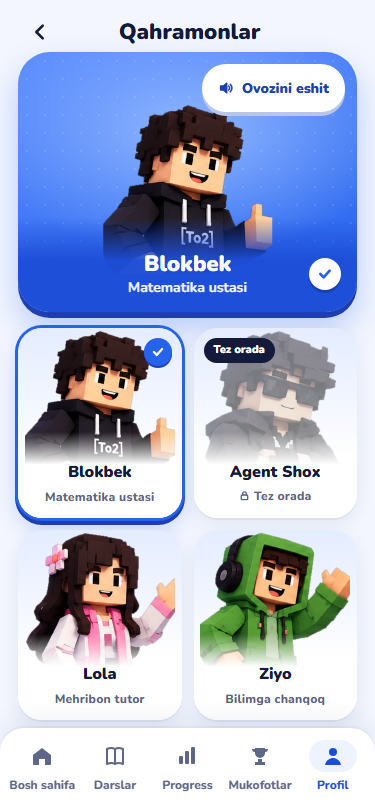 Qahramonlar
Ovozini eshit
[To2]
Blokbek
Matematika ustasi
Tez orada
[To2]
Blokbek
Agent Shox
Matematika ustasi
Tez orada
Lola
Ziyo
Mehribon tutor
Bilimga chanqoq
Bosh sahifa
Darslar
Progress
Mukofotlar
Profil